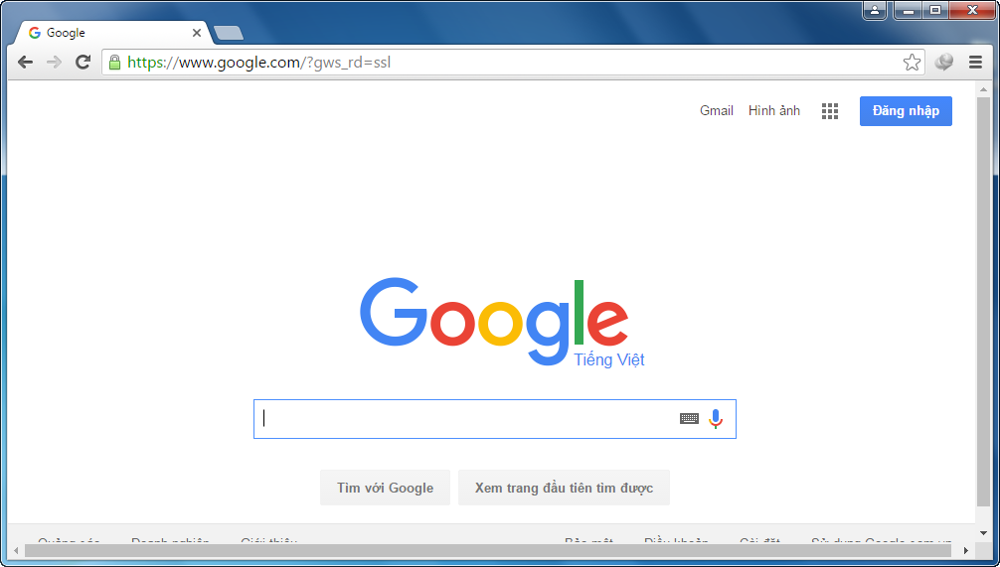 Google
https://www.google.com/?gws_rd=ssl
Gmail Hình ảnh Đăng nhập
Google
Tiếng Việt
Tìm với Google Xem trang đầu tiên tìm được
Quảng cáo Doanh nghiệp Giới thiệu Bảo mật Điều khoản Cài đặt Sử dụng Google.com.vn